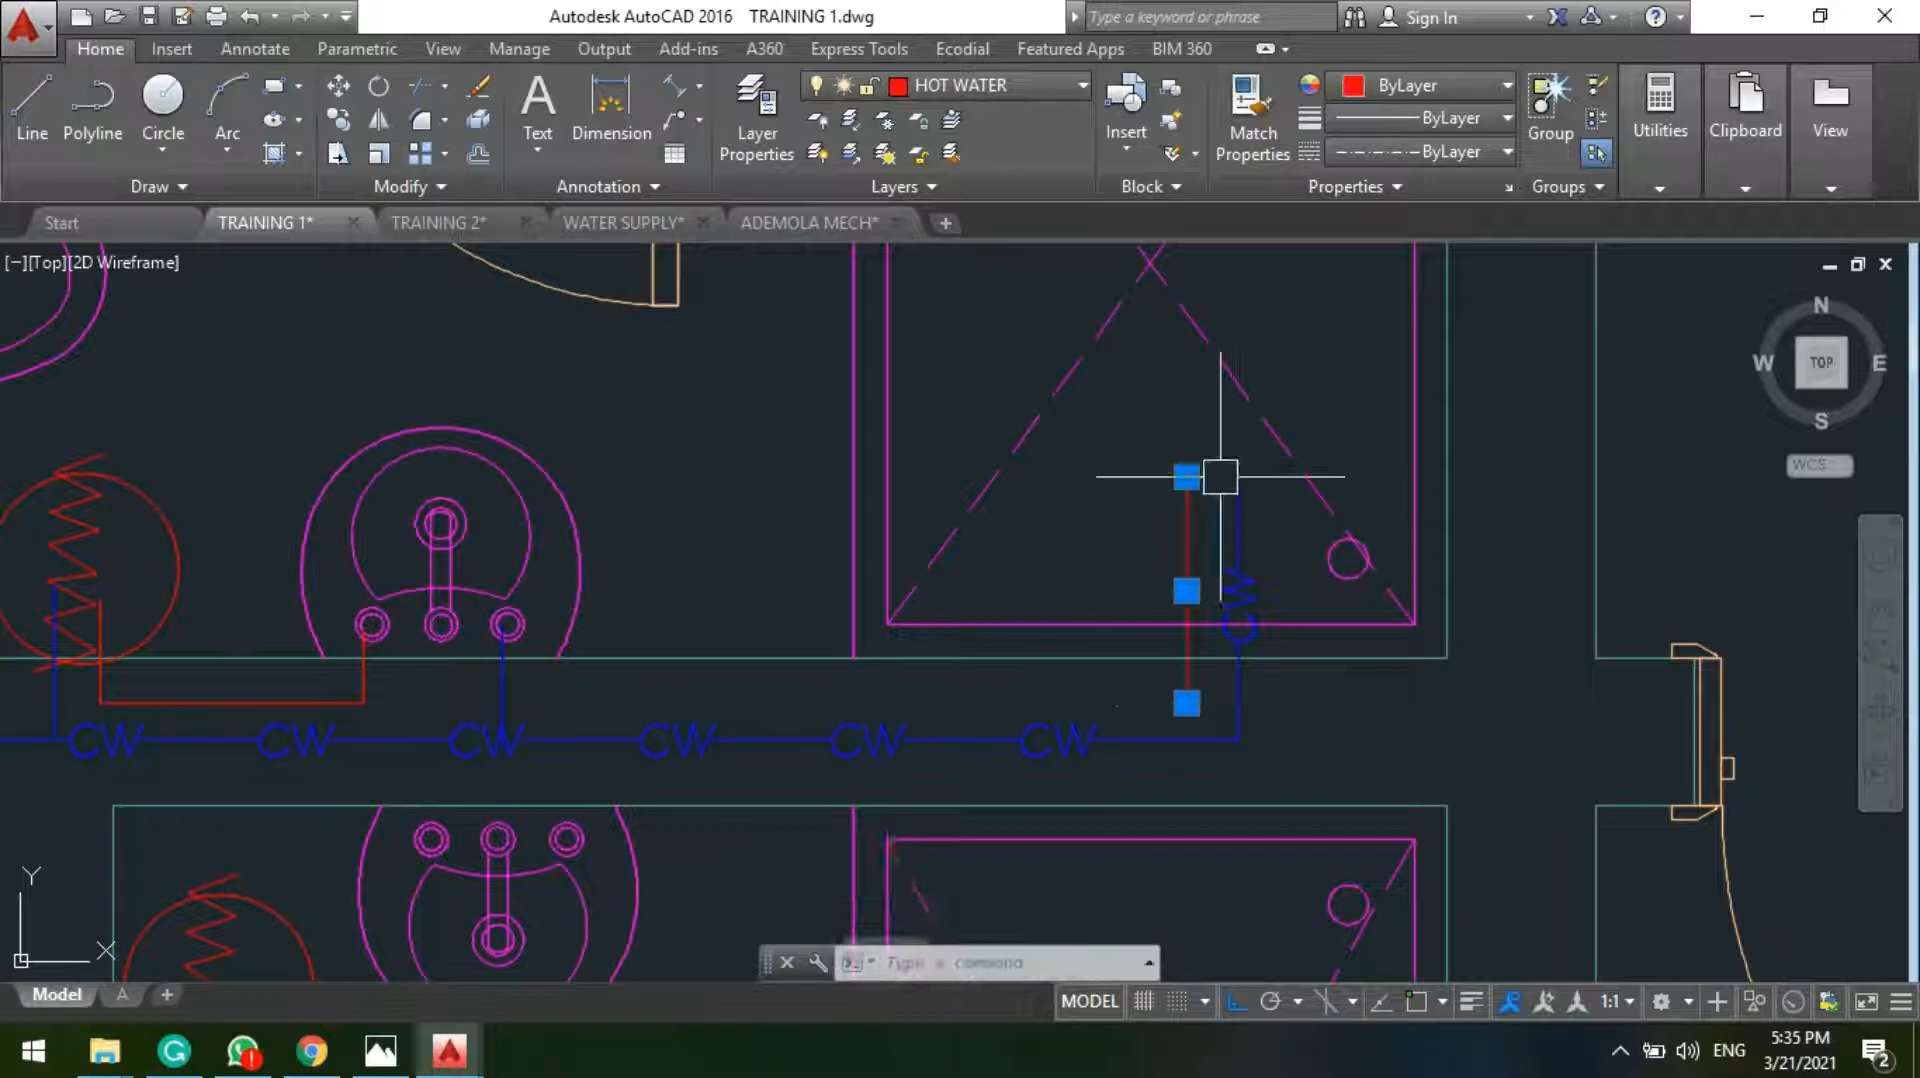 Autodesk AutoCAD 2016 TRAINING 1.dwg
Type a keyword or phrase
Sign In
Home Insert Annotate Parametric View Manage Output Add-ins A360 Express Tools Ecodial Featured Apps BIM 360
HOT WATER
ByLayer
ByLayer
ByLayer
Line Polyline Circle Arc
Text Dimension
Layer Properties
Insert
Match Properties
Group
Utilities
Clipboard
View
Draw Modify Annotation Layers Block Properties Groups
Start TRAINING 1* TRAINING 2* WATER SUPPLY* ADEMOLA MECH*
[−][Top][2D Wireframe]
N
W TOP E
S
WCS
CW
CW CW CW CW CW CW
Y
X
Type a command
Model A
MODEL 1:1
ENG
5:35 PM
3/21/2021
2